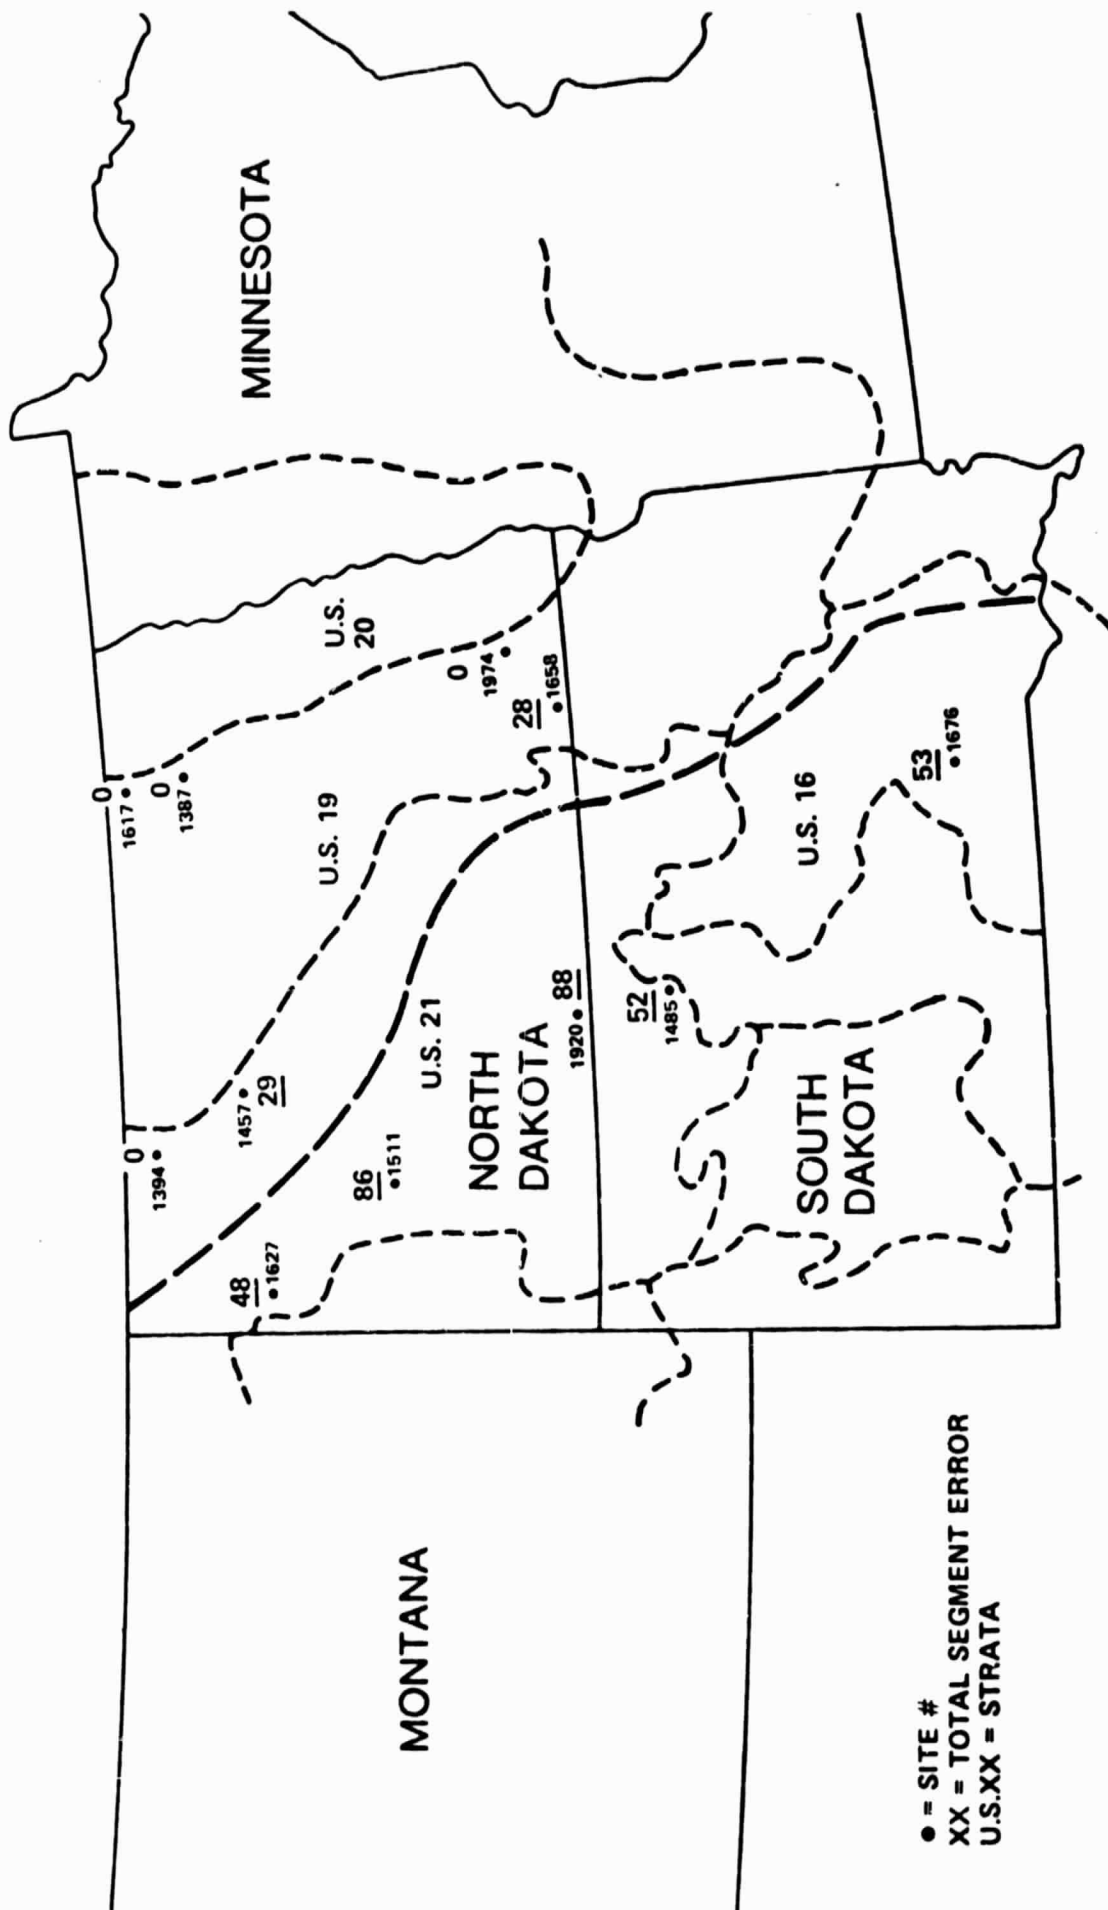 MINNESOTA
U.S.
20
0
1617
0
1387
0
1974
28
1658
U.S. 19
0
1394
1457
29
U.S. 21
86
1511
48
1627
NORTH
DAKOTA
1920
88
52
1485
U.S. 16
53
1676
SOUTH
DAKOTA
MONTANA
● = SITE #
XX = TOTAL SEGMENT ERROR
U.S.XX = STRATA